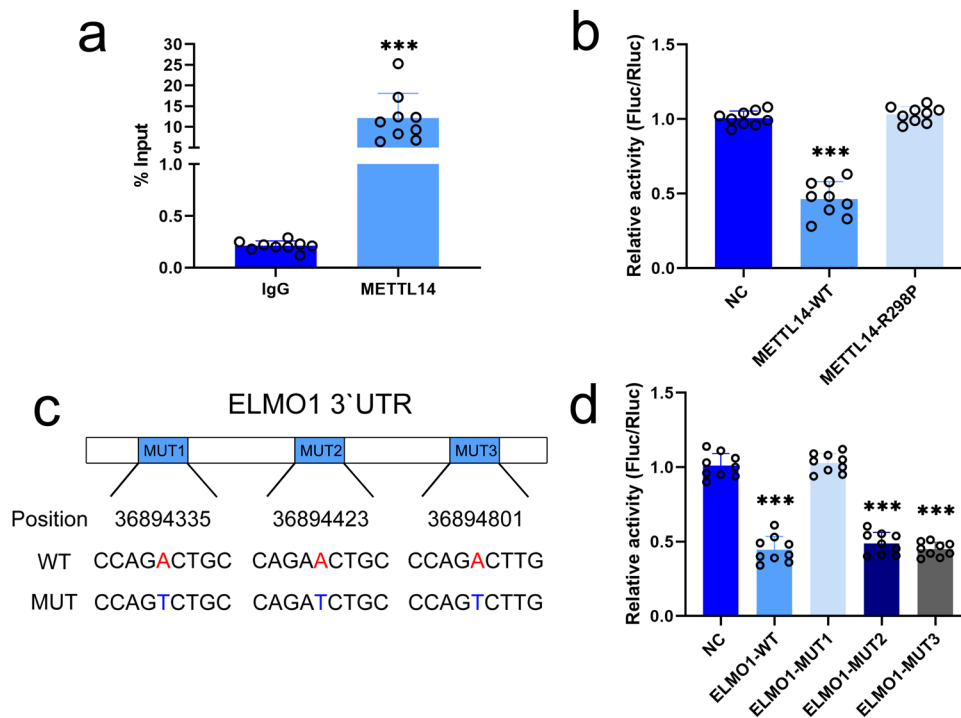 a
% Input
30
25
20
15
10
5
1.0
0.5
0.0
***
IgG
METTL14
b
Relative activity (Fluc/Rluc)
1.5
1.0
0.5
0.0
***
NC
METTL14-WT
METTL14-R298P
c
ELMO1 3`UTR
MUT1 MUT2 MUT3
Position 36894335 36894423 36894801
WT CCAGACTGC CAGAACTGC CCAGACTTG
MUT CCAGTCTGC CAGATCTGC CCAGTCTTG
d
Relative activity (Fluc/Rluc)
1.5
1.0
0.5
0.0
*** *** ***
NC
ELMO1-WT
ELMO1-MUT1
ELMO1-MUT2
ELMO1-MUT3